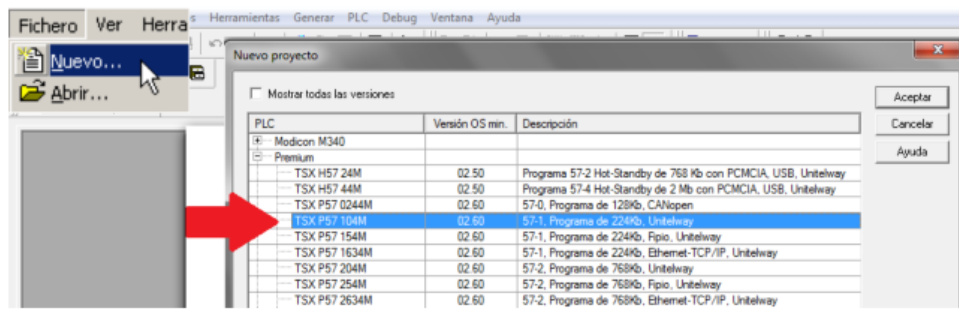 Fichero Ver Herra
Herramientas Generar PLC Debug Ventana Ayuda
Nuevo...
Abrir...
Nuevo proyecto
Mostrar todas las versiones
Aceptar
Cancelar
Ayuda
PLC Versión OS min. Descripción
Modicon M340
Premium
TSX H57 24M 02.50 Programa 57-2 Hot-Standby de 768 Kb con PCMCIA, USB, Unitelway
TSX H57 44M 02.50 Programa 57-4 Hot-Standby de 2 Mb con PCMCIA, USB, Unitelway
TSX P57 0244M 02.60 57-0, Programa de 128Kb, CANopen
TSX P57 104M 02.60 57-1, Programa de 224Kb, Unitelway
TSX P57 154M 02.60 57-1, Programa de 224Kb, Fipio, Unitelway
TSX P57 1634M 02.60 57-1, Programa de 224Kb, Ethernet-TCP/IP, Unitelway
TSX P57 204M 02.60 57-2, Programa de 768Kb, Unitelway
TSX P57 254M 02.60 57-2, Programa de 768Kb, Fipio, Unitelway
TSX P57 2634M 02.60 57-2, Programa de 768Kb, Ethernet-TCP/IP, Unitelway